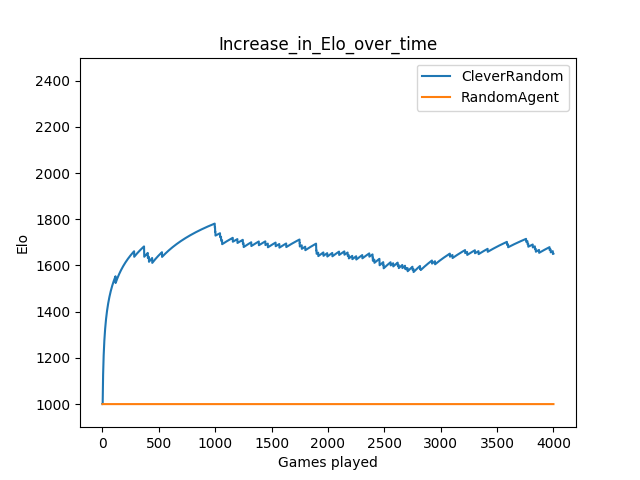 Increase_in_Elo_over_time
CleverRandom
RandomAgent
2400
2200
2000
1800
1600
1400
1200
1000
Elo
0 500 1000 1500 2000 2500 3000 3500 4000
Games played